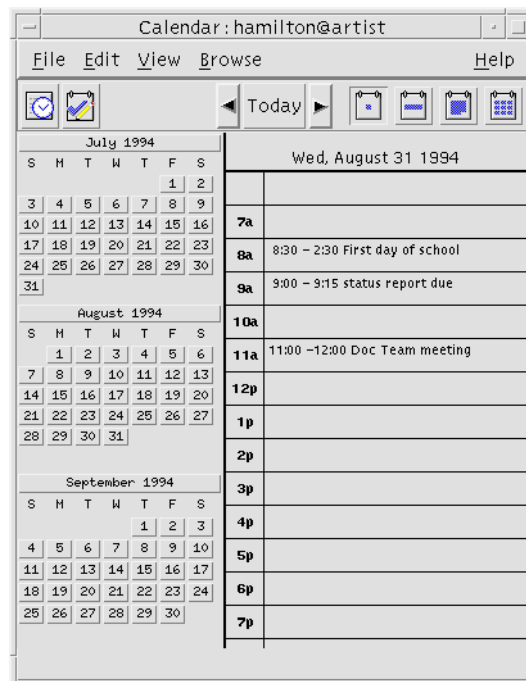 Calendar : hamilton@artist
File Edit View Browse Help
Today
July 1994
S M T W T F S
1 2
3 4 5 6 7 8 9
10 11 12 13 14 15 16
17 18 19 20 21 22 23
24 25 26 27 28 29 30
31
August 1994
S M T W T F S
1 2 3 4 5 6
7 8 9 10 11 12 13
14 15 16 17 18 19 20
21 22 23 24 25 26 27
28 29 30 31
September 1994
S M T W T F S
1 2 3
4 5 6 7 8 9 10
11 12 13 14 15 16 17
18 19 20 21 22 23 24
25 26 27 28 29 30
Wed, August 31 1994
7a
8a 8:30 – 2:30 First day of school
9a 9:00 – 9:15 status report due
10a
11a 11:00 –12:00 Doc Team meeting
12p
1p
2p
3p
4p
5p
6p
7p